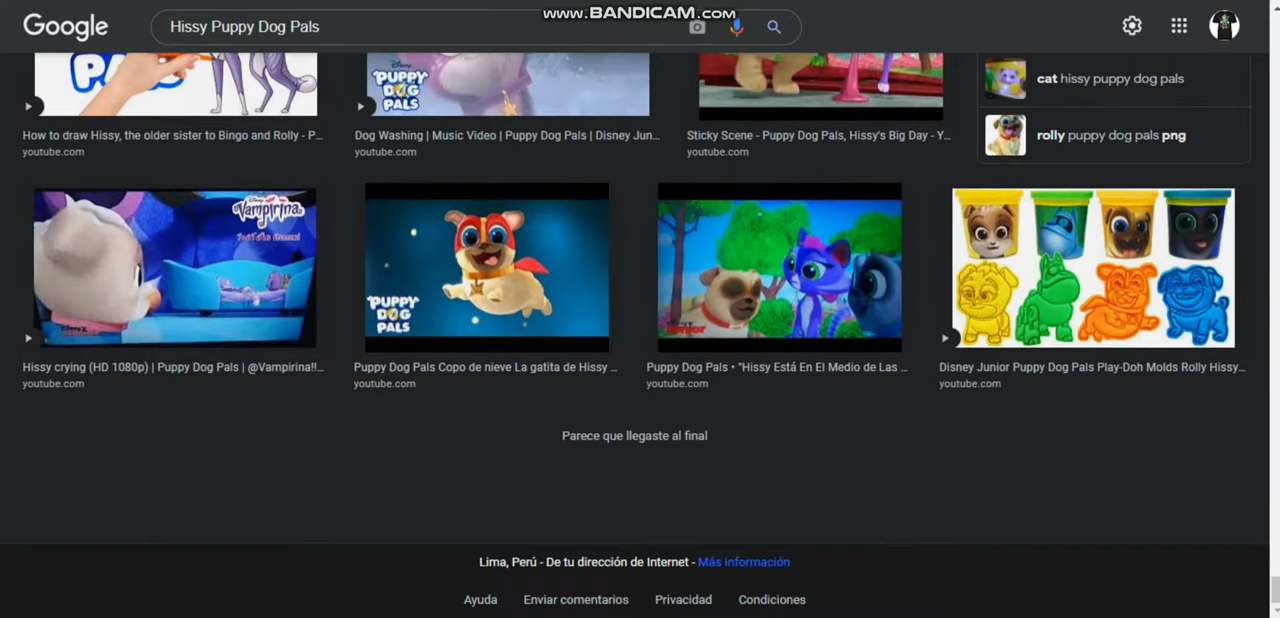 www.BANDICAM.com
Google
Hissy Puppy Dog Pals
PUPPY
DOG
PALS
cat hissy puppy dog pals
rolly puppy dog pals png
How to draw Hissy, the older sister to Bingo and Rolly - P...
youtube.com
Dog Washing | Music Video | Puppy Dog Pals | Disney Jun...
youtube.com
Sticky Scene - Puppy Dog Pals, Hissy's Big Day - Y...
youtube.com
Vampirina
PUPPY
DOG
PALS
Hissy crying (HD 1080p) | Puppy Dog Pals | @Vampirina!!...
youtube.com
Puppy Dog Pals Copo de nieve La gatita de Hissy ...
youtube.com
Puppy Dog Pals • "Hissy Está En El Medio de Las ...
youtube.com
Disney Junior Puppy Dog Pals Play-Doh Molds Rolly Hissy...
youtube.com
Parece que llegaste al final
Lima, Perú - De tu dirección de Internet - Más información
Ayuda Enviar comentarios Privacidad Condiciones